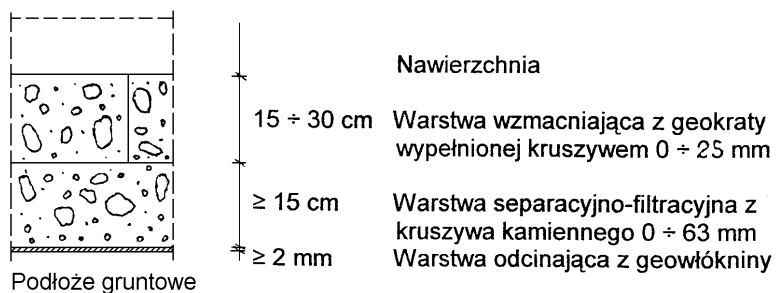 Nawierzchnia
15 ÷ 30 cm Warstwa wzmacniająca z geokraty
wypełnionej kruszywem 0 ÷ 25 mm
≥ 15 cm Warstwa separacyjno-filtracyjna z
kruszywa kamiennego 0 ÷ 63 mm
≥ 2 mm Warstwa odcinająca z geowłókniny
Podłoże gruntowe